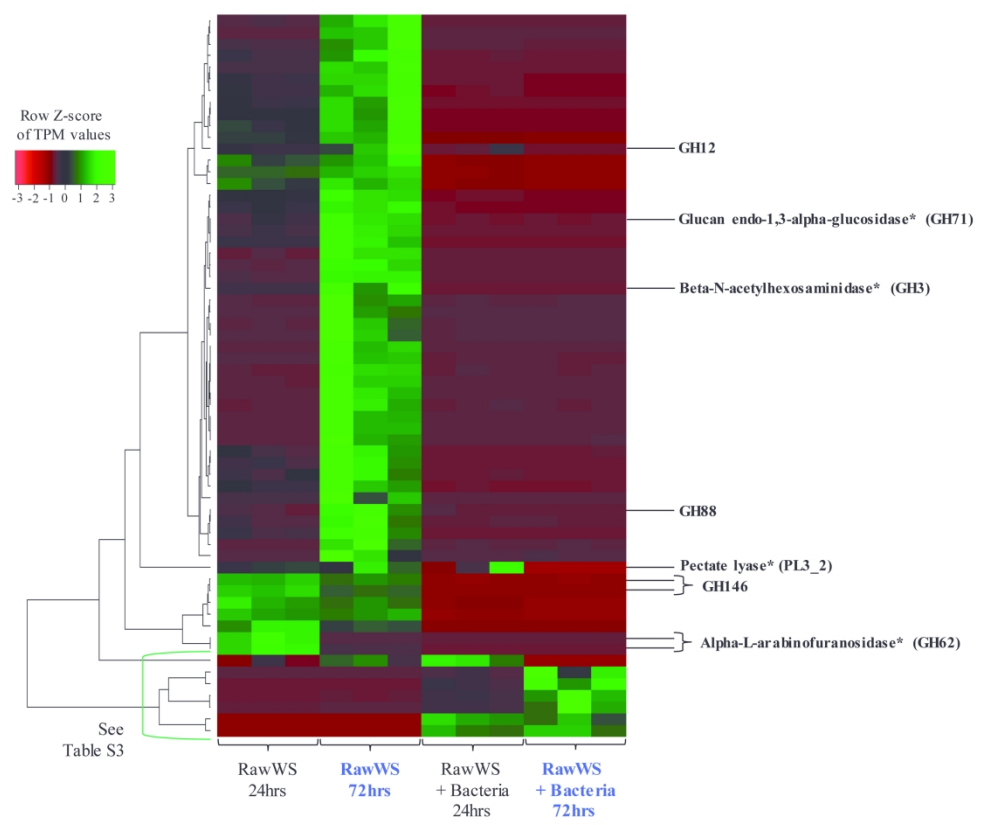 Row Z-score
of TPM values
-3 -2 -1 0 1 2 3
GH12
Glucan endo-1,3-alpha-glucosidase* (GH71)
Beta-N-acetylhexosaminidase* (GH3)
GH88
Pectate lyase* (PL3_2)
GH146
Alpha-L-arabinofuranosidase* (GH62)
See
Table S3
RawWS
24hrs
RawWS
72hrs
RawWS
+ Bacteria
24hrs
RawWS
+ Bacteria
72hrs